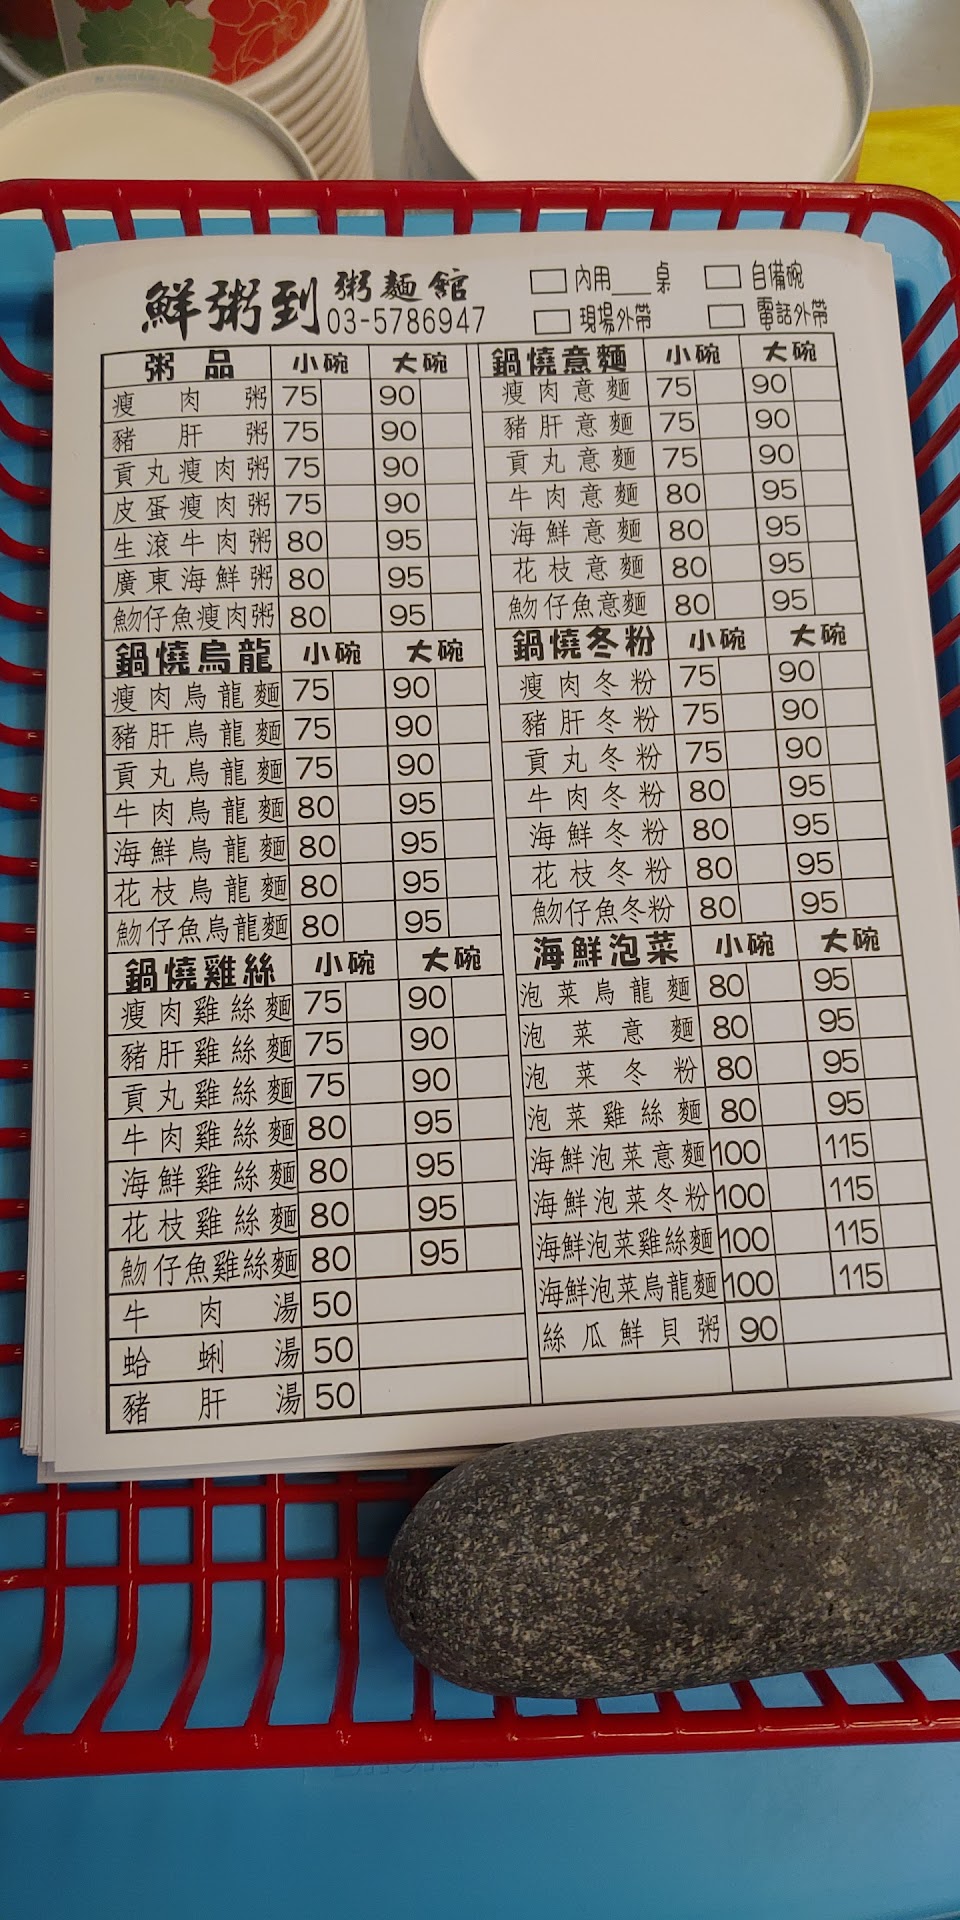 鮮粥到 粥麵館
03-5786947
內用___桌 自備碗
現場外帶 電話外帶
粥品 小碗 大碗
瘦肉粥 75 90
豬肝粥 75 90
貢丸瘦肉粥 75 90
皮蛋瘦肉粥 75 90
生滾牛肉粥 80 95
廣東海鮮粥 80 95
魩仔魚瘦肉粥 80 95
鍋燒烏龍 小碗 大碗
瘦肉烏龍麵 75 90
豬肝烏龍麵 75 90
貢丸烏龍麵 75 90
牛肉烏龍麵 80 95
海鮮烏龍麵 80 95
花枝烏龍麵 80 95
魩仔魚烏龍麵 80 95
鍋燒雞絲 小碗 大碗
瘦肉雞絲麵 75 90
豬肝雞絲麵 75 90
貢丸雞絲麵 75 90
牛肉雞絲麵 80 95
海鮮雞絲麵 80 95
花枝雞絲麵 80 95
魩仔魚雞絲麵 80 95
牛肉湯 50
蛤蜊湯 50
豬肝湯 50
鍋燒意麵 小碗 大碗
瘦肉意麵 75 90
豬肝意麵 75 90
貢丸意麵 75 90
牛肉意麵 80 95
海鮮意麵 80 95
花枝意麵 80 95
魩仔魚意麵 80 95
鍋燒冬粉 小碗 大碗
瘦肉冬粉 75 90
豬肝冬粉 75 90
貢丸冬粉 75 90
牛肉冬粉 80 95
海鮮冬粉 80 95
花枝冬粉 80 95
魩仔魚冬粉 80 95
海鮮泡菜 小碗 大碗
泡菜烏龍麵 80 95
泡菜意麵 80 95
泡菜冬粉 80 95
泡菜雞絲麵 80 95
海鮮泡菜意麵 100 115
海鮮泡菜冬粉 100 115
海鮮泡菜雞絲麵 100 115
海鮮泡菜烏龍麵 100 115
絲瓜鮮貝粥 90